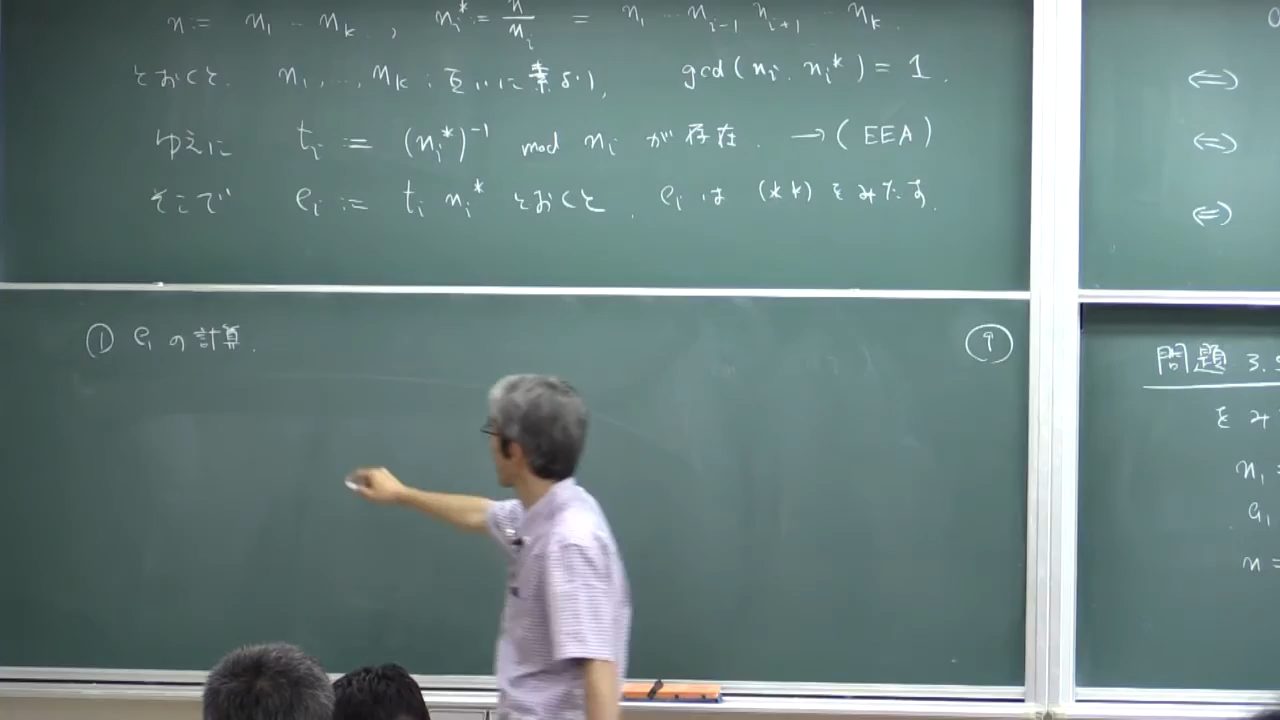 n := n₁ … n_k , n_i^* := n/n_i = n₁ … n_{i-1} n_{i+1} … n_k.
とおくと. n₁, …, n_k : 互いに素より, gcd(n_i, n_i^*) = 1.
ゆえに t_i := (n_i^*)^{-1} mod n_i が存在. → (EEA)
そこで e_i := t_i n_i^* とおくと. e_i は (**) をみたす.
① e₁ の計算.
⑨
⇔
⇔
⇔
問題 3.
をみ
n₁ =
a₁
n =